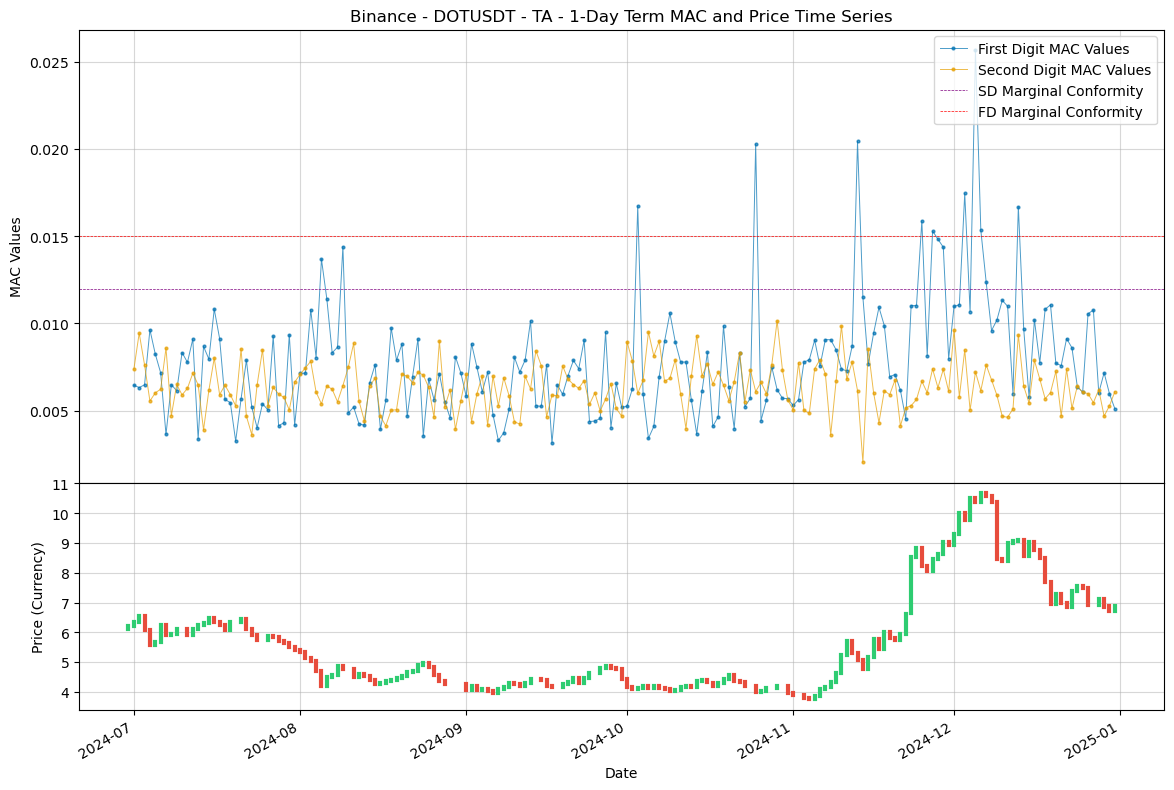 Binance - DOTUSDT - TA - 1-Day Term MAC and Price Time Series
First Digit MAC Values
Second Digit MAC Values
SD Marginal Conformity
FD Marginal Conformity
MAC Values
0.025
0.020
0.015
0.010
0.005
Price (Currency)
11
10
9
8
7
6
5
4
2024-07
2024-08
2024-09
2024-10
2024-11
2024-12
2025-01
Date